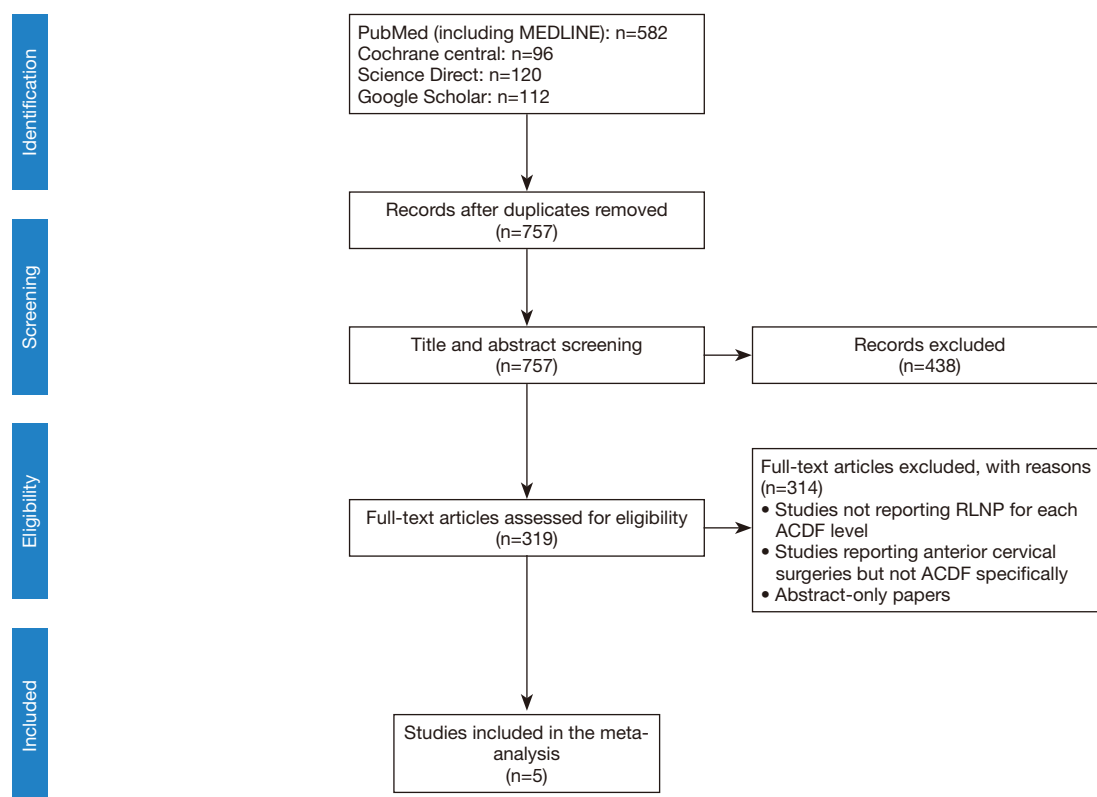 Identification
PubMed (including MEDLINE): n=582
Cochrane central: n=96
Science Direct: n=120
Google Scholar: n=112
Records after duplicates removed
(n=757)
Screening
Title and abstract screening
(n=757)
Records excluded
(n=438)
Eligibility
Full-text articles assessed for eligibility
(n=319)
Full-text articles excluded, with reasons
(n=314)
• Studies not reporting RLNP for each
ACDF level
• Studies reporting anterior cervical
surgeries but not ACDF specifically
• Abstract-only papers
Included
Studies included in the meta-
analysis
(n=5)